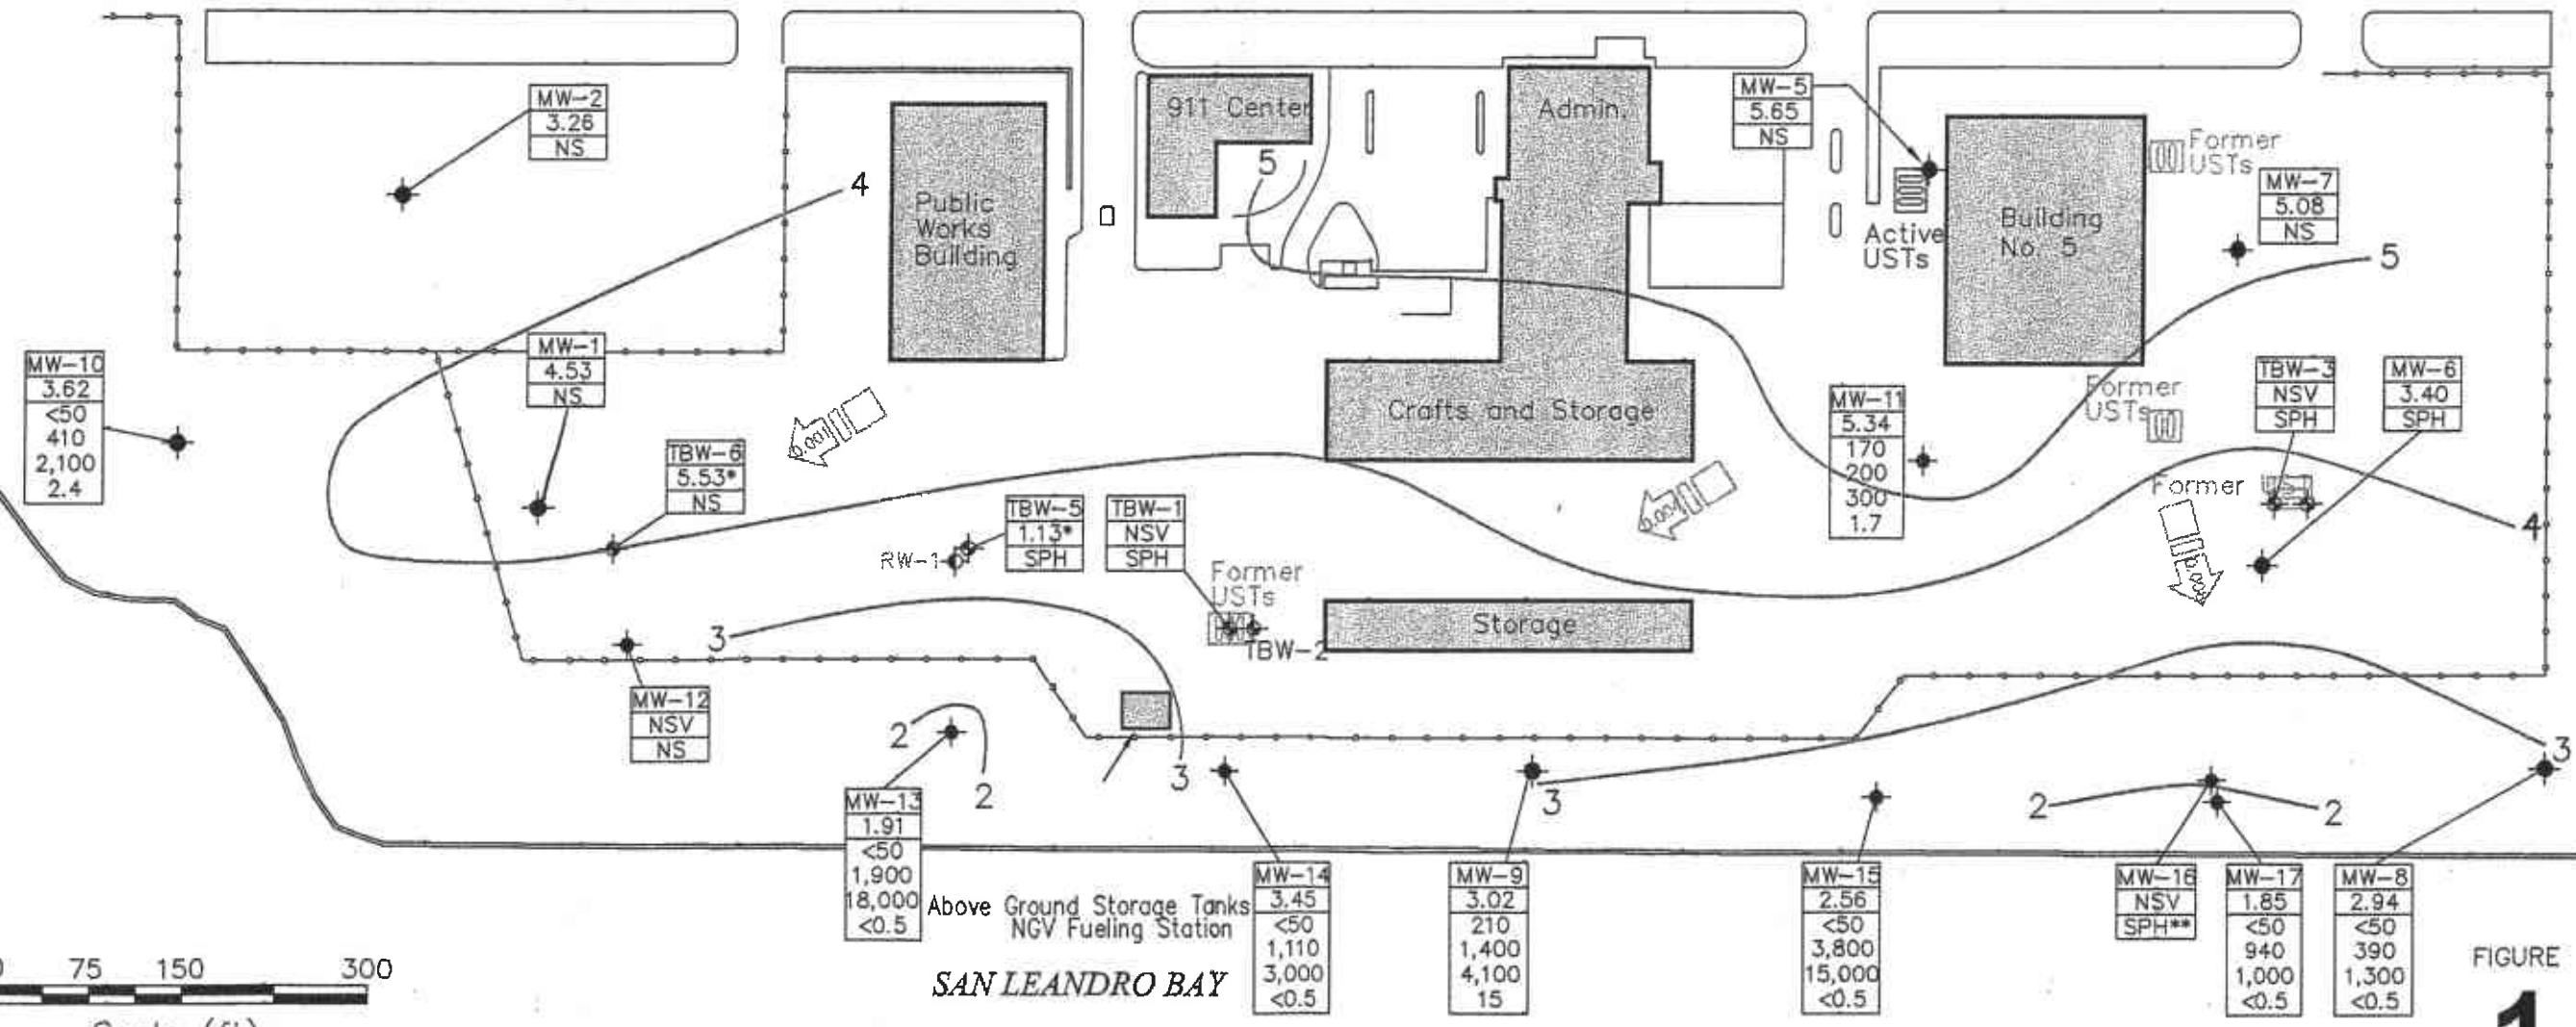 MW-2
3.26
NS
911 Center
Admin.
MW-5
5.65
NS
Former
USTs
MW-7
5.08
NS
4
5
Public
Works
Building
Active
USTs
Building
No. 5
5
MW-10
3.62
<50
410
2,100
2.4
MW-1
4.53
NS
TBW-6
5.53*
NS
Crafts and Storage
MW-11
5.34
170
200
300
1.7
Former
USTs
TBW-3
NSV
SPH
MW-6
3.40
SPH
Former
4
RW-1
TBW-5
1.13*
SPH
TBW-1
NSV
SPH
Former
USTs
TBW-2
Storage
3
MW-12
NSV
NS
2
2
3
3
2
2
3
MW-13
1.91
<50
1,900
18,000
<0.5
Above Ground Storage Tanks
NGV Fueling Station
MW-14
3.45
<50
1,110
3,000
<0.5
MW-9
3.02
210
1,400
4,100
15
MW-15
2.56
<50
3,800
15,000
<0.5
MW-16
NSV
SPH**
MW-17
1.85
<50
940
1,000
<0.5
MW-8
2.94
<50
390
1,300
<0.5
75 150 300
SAN LEANDRO BAY
FIGURE
1